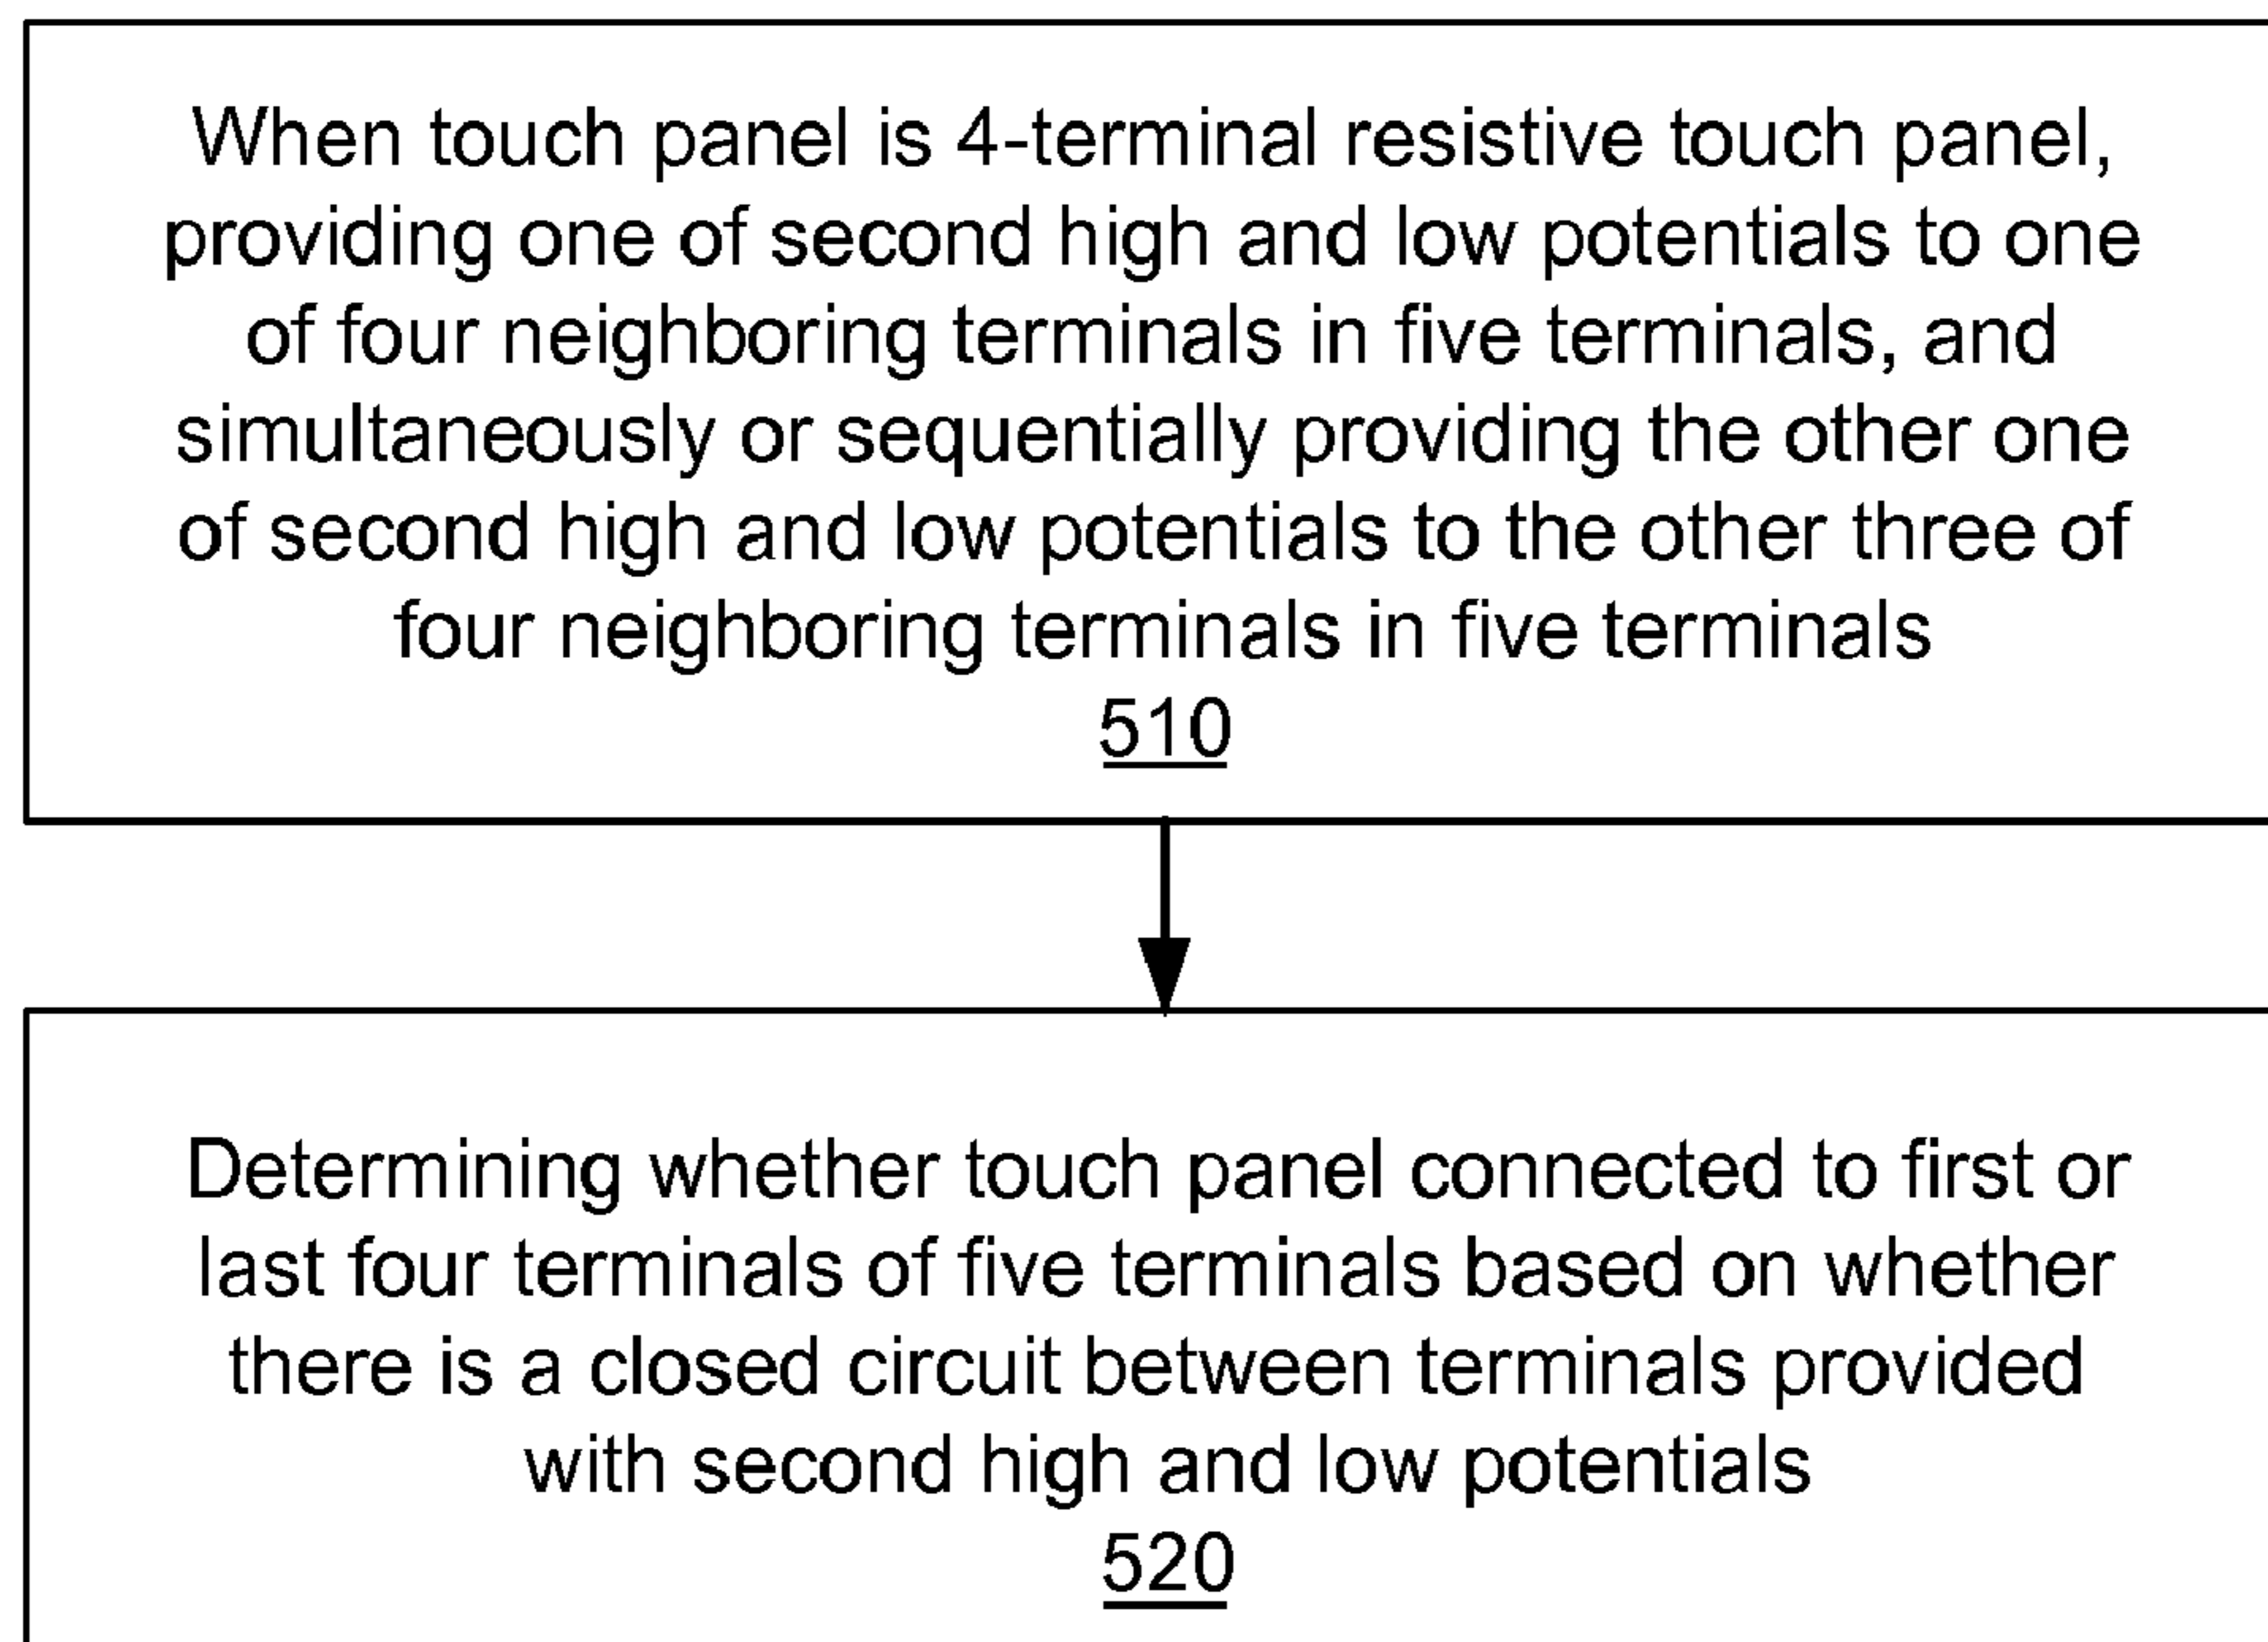 When touch panel is 4-terminal resistive touch panel,
providing one of second high and low potentials to one
of four neighboring terminals in five terminals, and
simultaneously or sequentially providing the other one
of second high and low potentials to the other three of
four neighboring terminals in five terminals
510
Determining whether touch panel connected to first or
last four terminals of five terminals based on whether
there is a closed circuit between terminals provided
with second high and low potentials
520